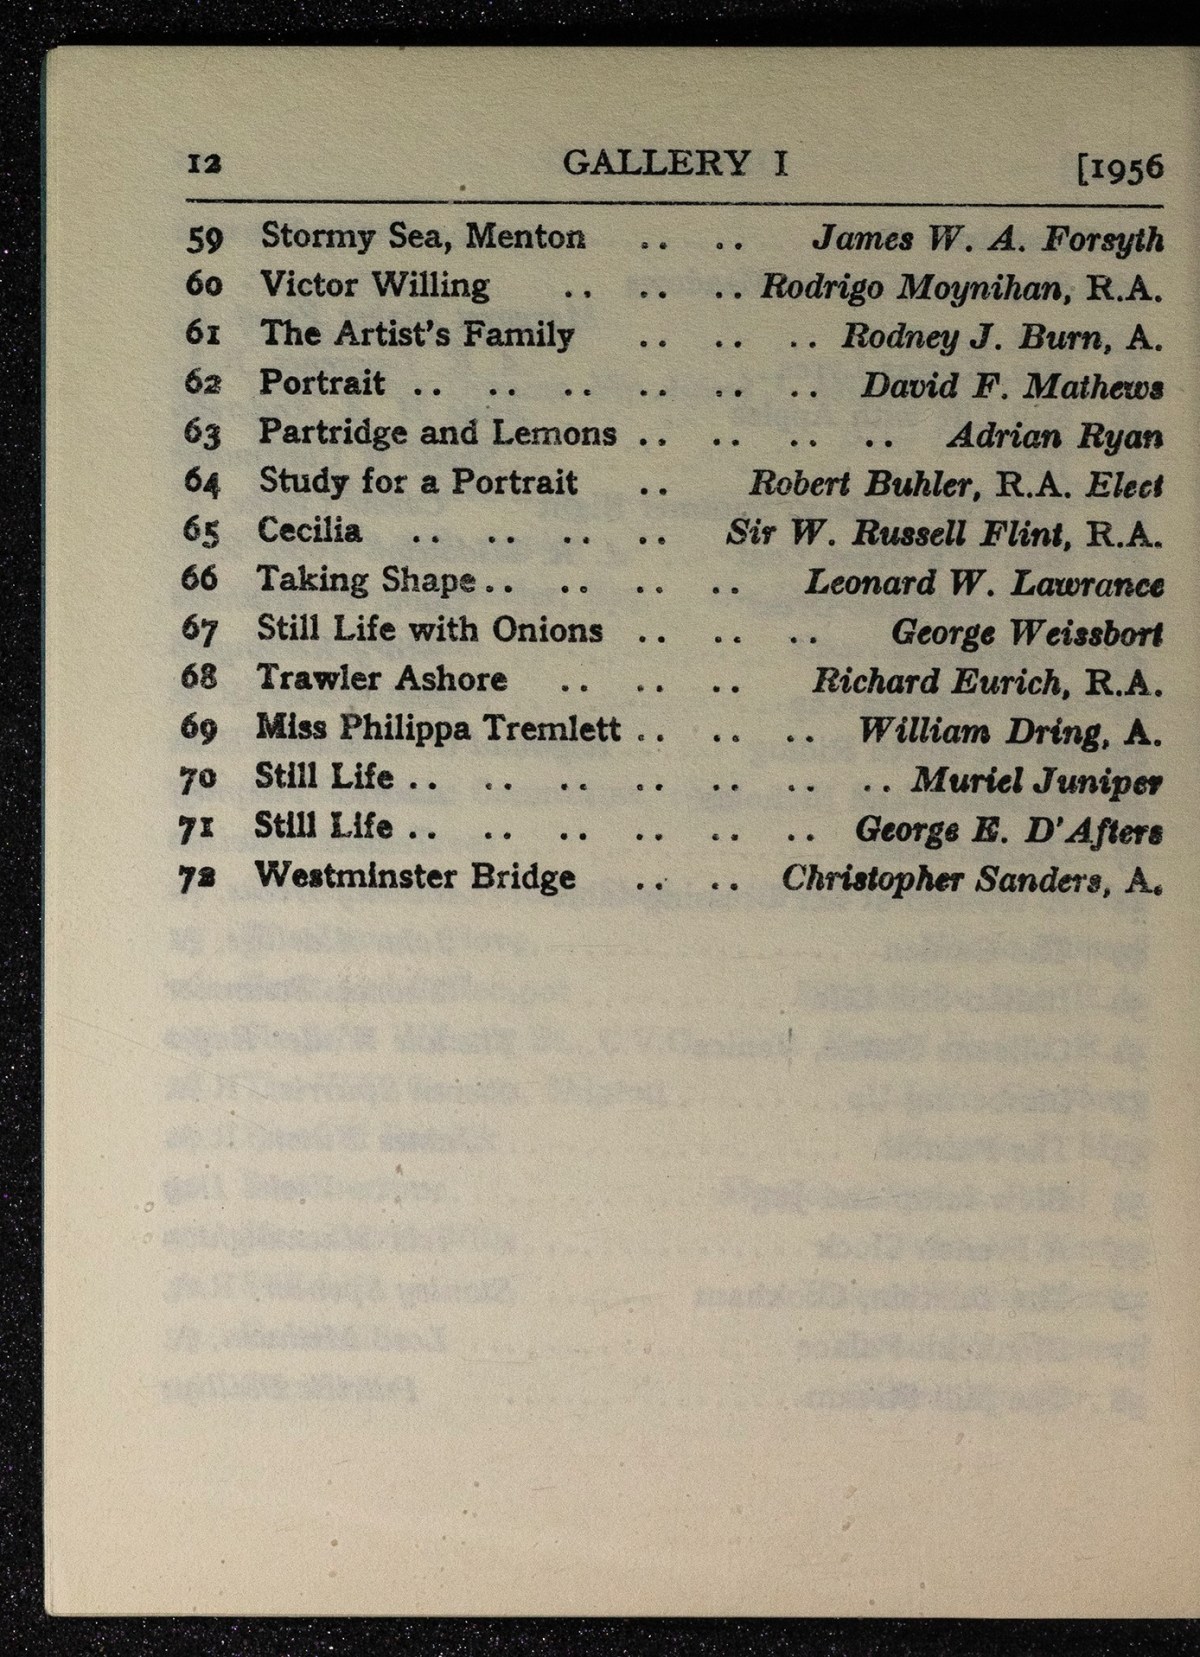 12 GALLERY I [1956
59 Stormy Sea, Menton .. .. James W. A. Forsyth
60 Victor Willing .. .. .. Rodrigo Moynihan, R.A.
61 The Artist's Family .. .. .. Rodney J. Burn, A.
62 Portrait .. .. .. .. .. .. David F. Mathews
63 Partridge and Lemons .. .. .. .. Adrian Ryan
64 Study for a Portrait .. Robert Buhler, R.A. Elect
65 Cecilia .. .. .. .. Sir W. Russell Flint, R.A.
66 Taking Shape .. .. .. .. Leonard W. Lawrance
67 Still Life with Onions .. .. .. George Weissbort
68 Trawler Ashore .. .. .. Richard Eurich, R.A.
69 Miss Philippa Tremlett .. .. .. William Dring, A.
70 Still Life .. .. .. .. .. .. .. Muriel Juniper
71 Still Life .. .. .. .. .. .. George E. D'Afters
72 Westminster Bridge .. .. Christopher Sanders, A.